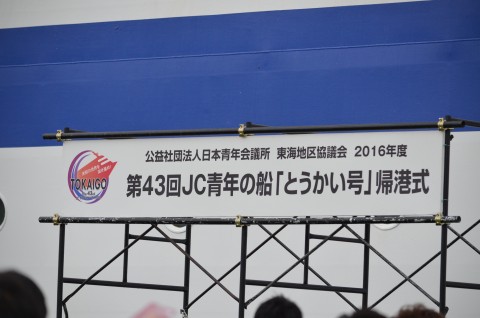 公益社団法人日本青年会議所 東海地区協議会 2016年度
第43回JC青年の船「とうかい号」帰港式
TOKAIGO